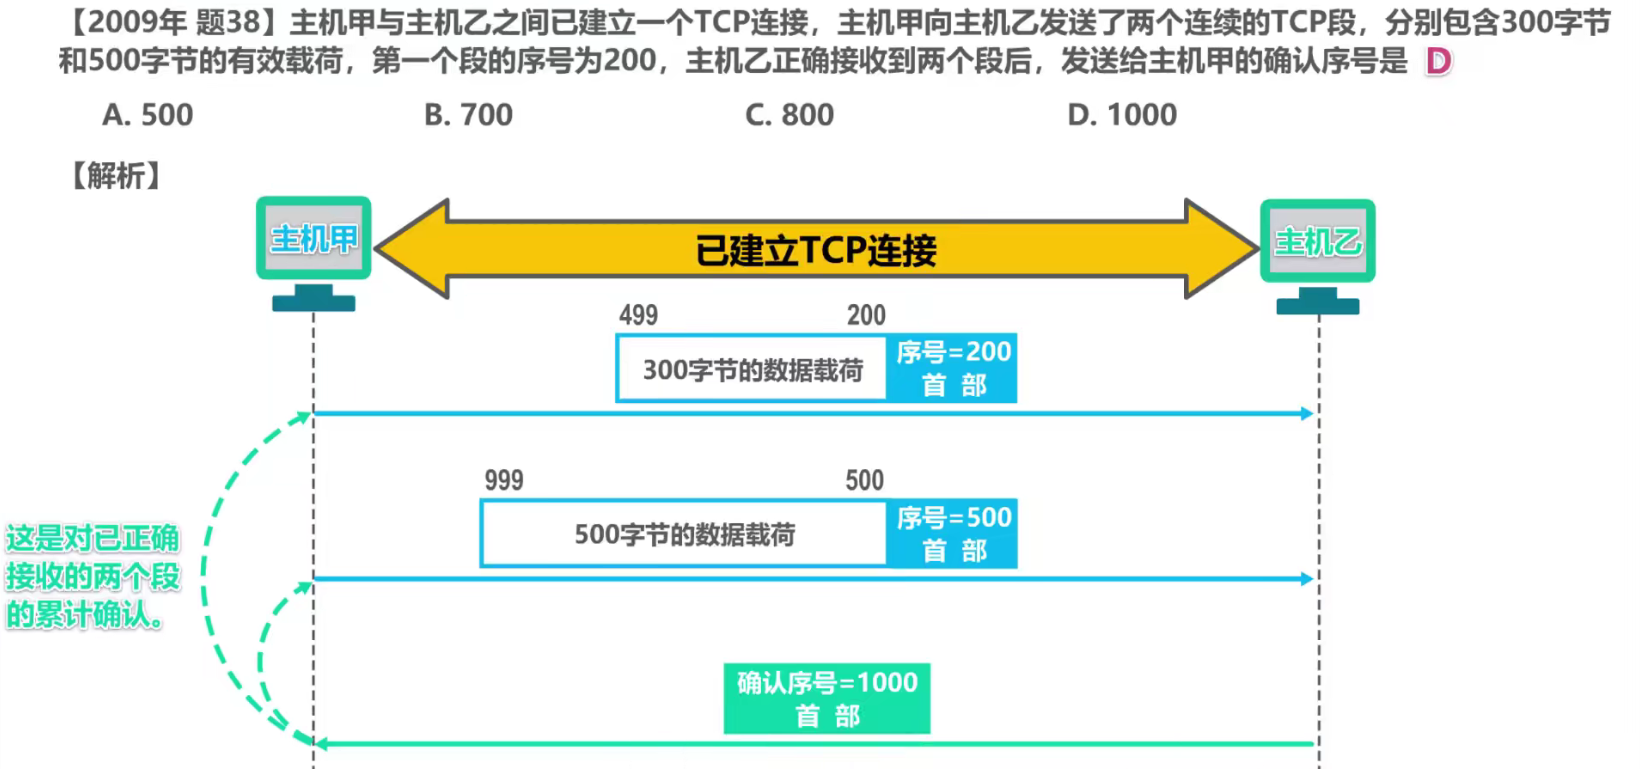 【2009年 题38】主机甲与主机乙之间已建立一个TCP连接，主机甲向主机乙发送了两个连续的TCP段，分别包含300字节
和500字节的有效载荷，第一个段的序号为200，主机乙正确接收到两个段后，发送给主机甲的确认序号是 D
A. 500 B. 700 C. 800 D. 1000
【解析】
主机甲 已建立TCP连接 主机乙
499 200
300字节的数据载荷
序号=200
首 部
999 500
500字节的数据载荷
序号=500
首 部
这是对已正确
接收的两个段
的累计确认。
确认序号=1000
首 部